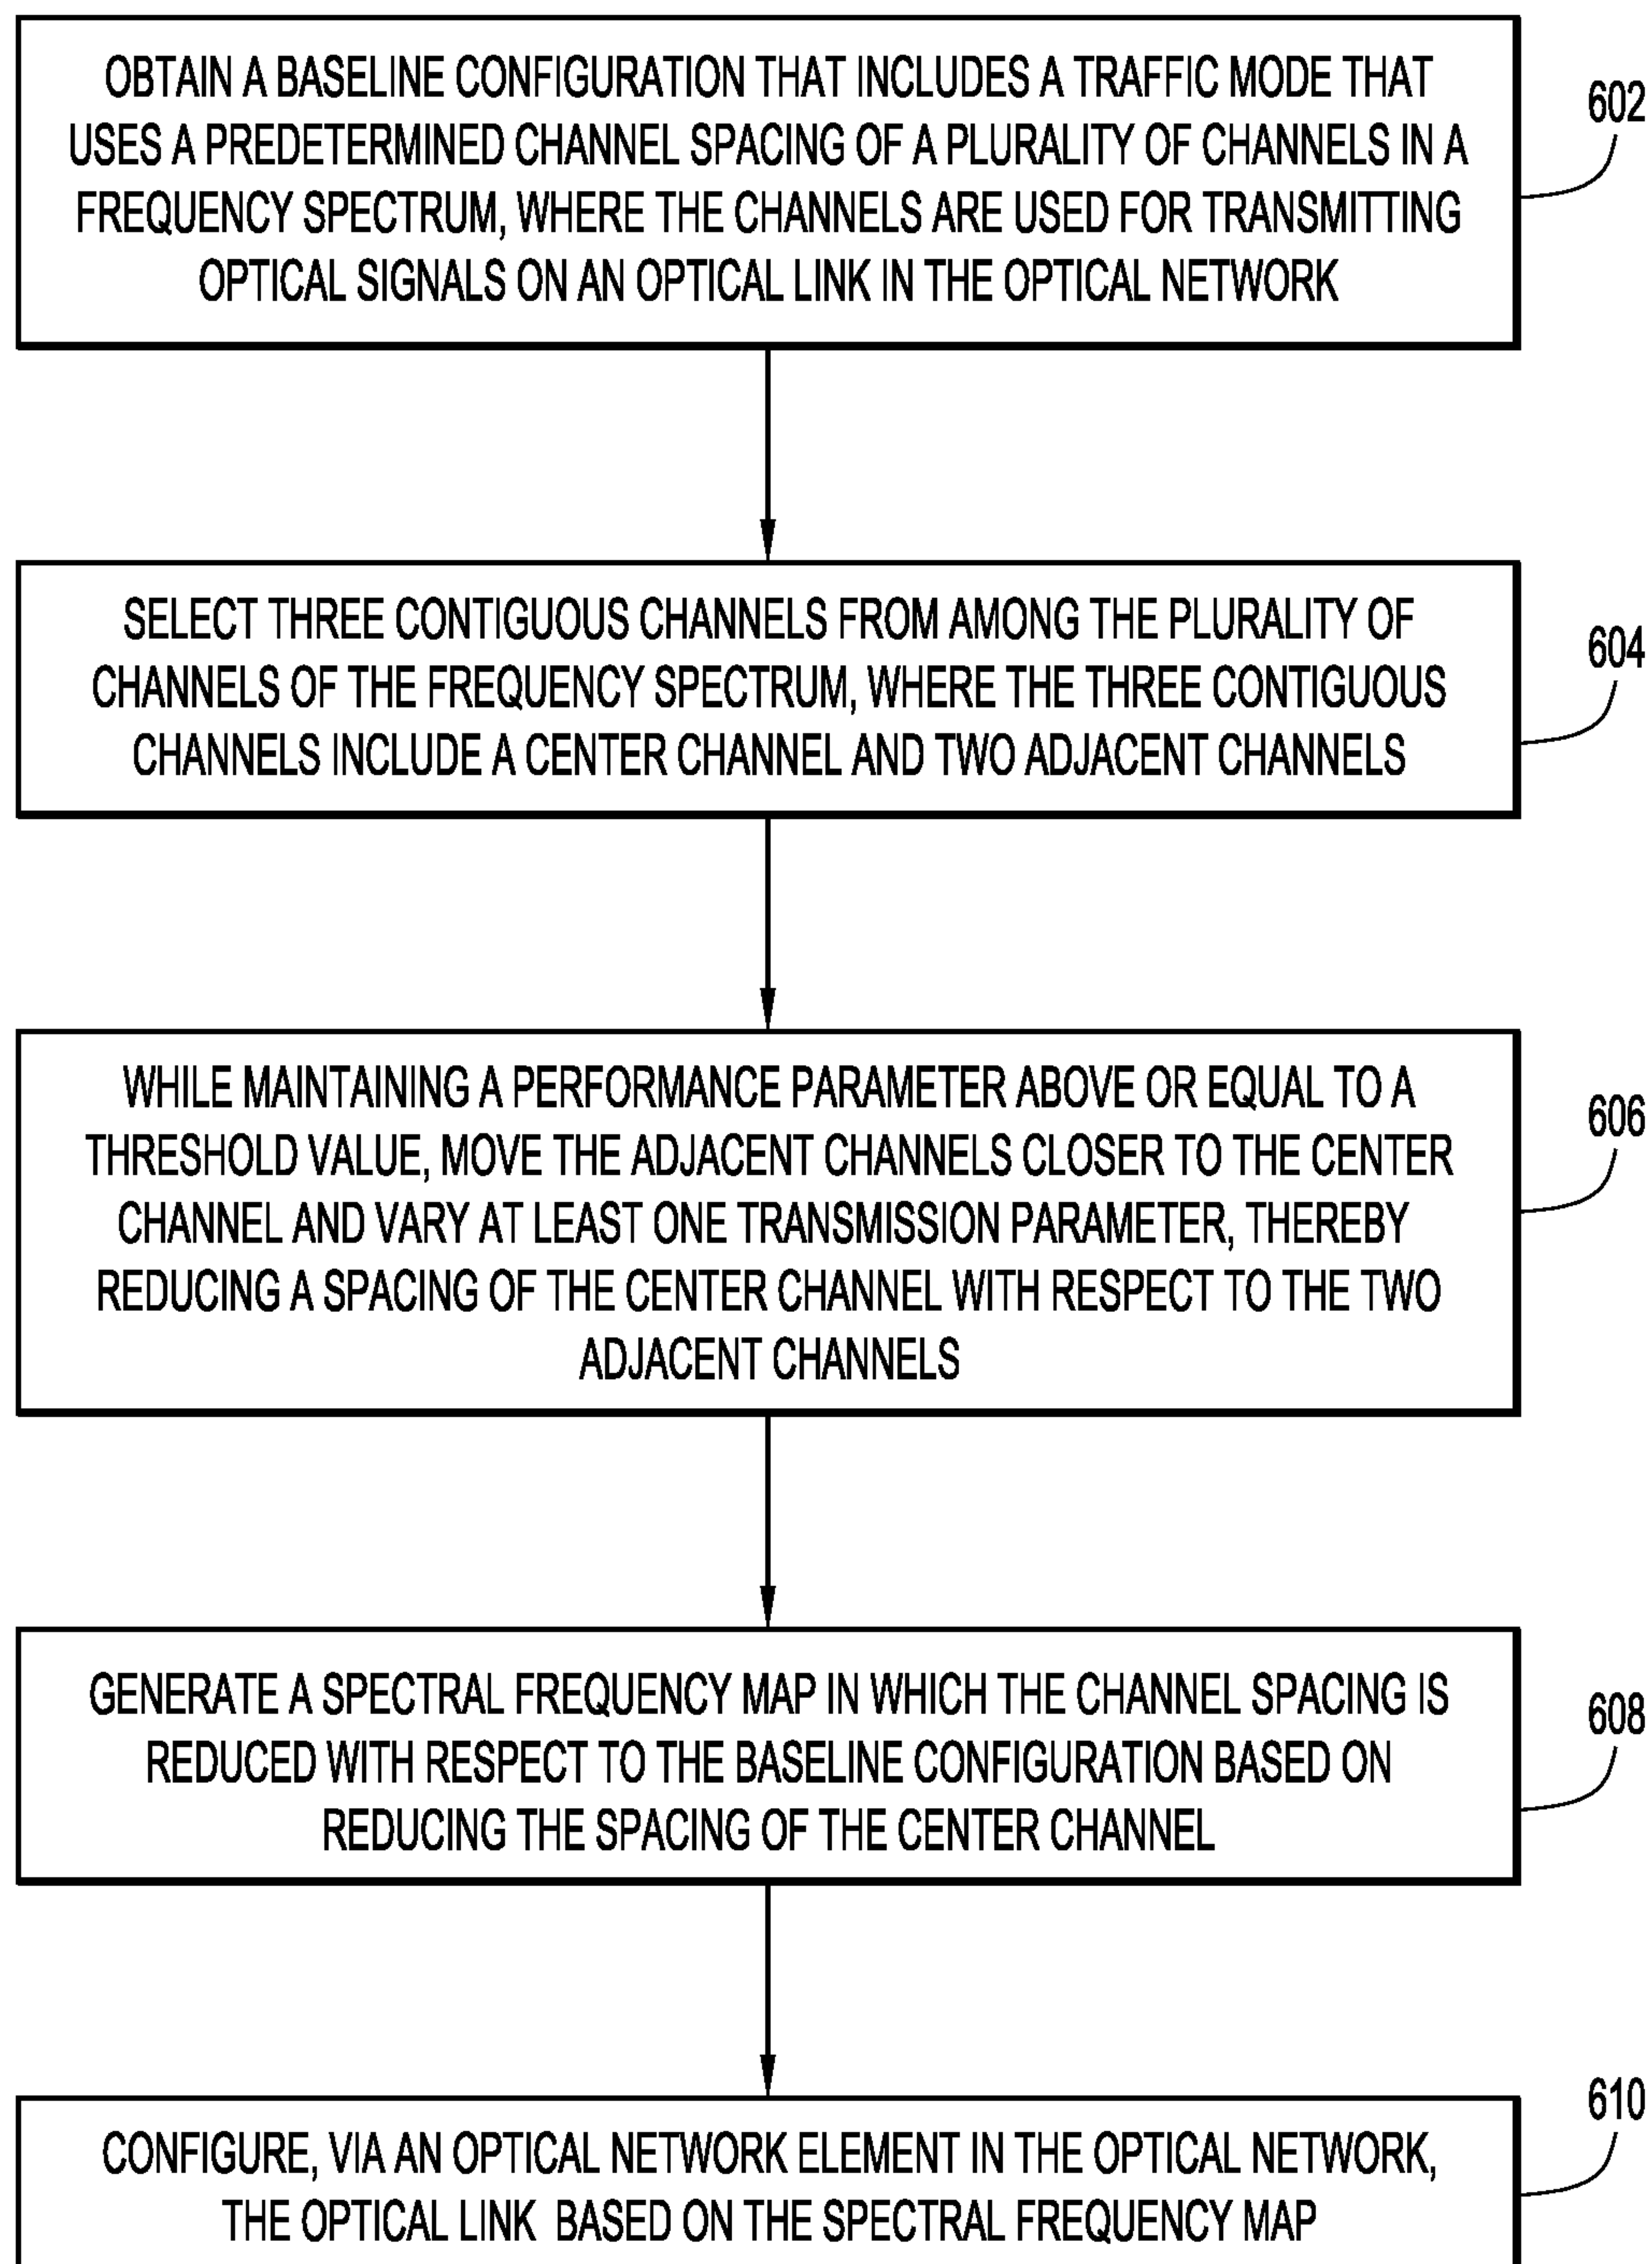 OBTAIN A BASELINE CONFIGURATION THAT INCLUDES A TRAFFIC MODE THAT
USES A PREDETERMINED CHANNEL SPACING OF A PLURALITY OF CHANNELS IN A
FREQUENCY SPECTRUM, WHERE THE CHANNELS ARE USED FOR TRANSMITTING
OPTICAL SIGNALS ON AN OPTICAL LINK IN THE OPTICAL NETWORK
602
SELECT THREE CONTIGUOUS CHANNELS FROM AMONG THE PLURALITY OF
CHANNELS OF THE FREQUENCY SPECTRUM, WHERE THE THREE CONTIGUOUS
CHANNELS INCLUDE A CENTER CHANNEL AND TWO ADJACENT CHANNELS
604
WHILE MAINTAINING A PERFORMANCE PARAMETER ABOVE OR EQUAL TO A
THRESHOLD VALUE, MOVE THE ADJACENT CHANNELS CLOSER TO THE CENTER
CHANNEL AND VARY AT LEAST ONE TRANSMISSION PARAMETER, THEREBY
REDUCING A SPACING OF THE CENTER CHANNEL WITH RESPECT TO THE TWO
ADJACENT CHANNELS
606
GENERATE A SPECTRAL FREQUENCY MAP IN WHICH THE CHANNEL SPACING IS
REDUCED WITH RESPECT TO THE BASELINE CONFIGURATION BASED ON
REDUCING THE SPACING OF THE CENTER CHANNEL
608
CONFIGURE, VIA AN OPTICAL NETWORK ELEMENT IN THE OPTICAL NETWORK,
THE OPTICAL LINK BASED ON THE SPECTRAL FREQUENCY MAP
610